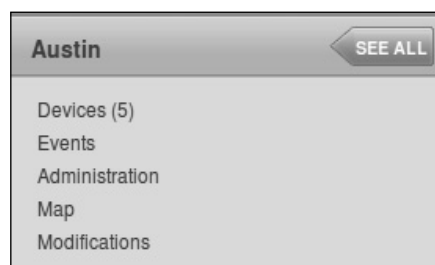 Austin SEE ALL
Devices (5)
Events
Administration
Map
Modifications